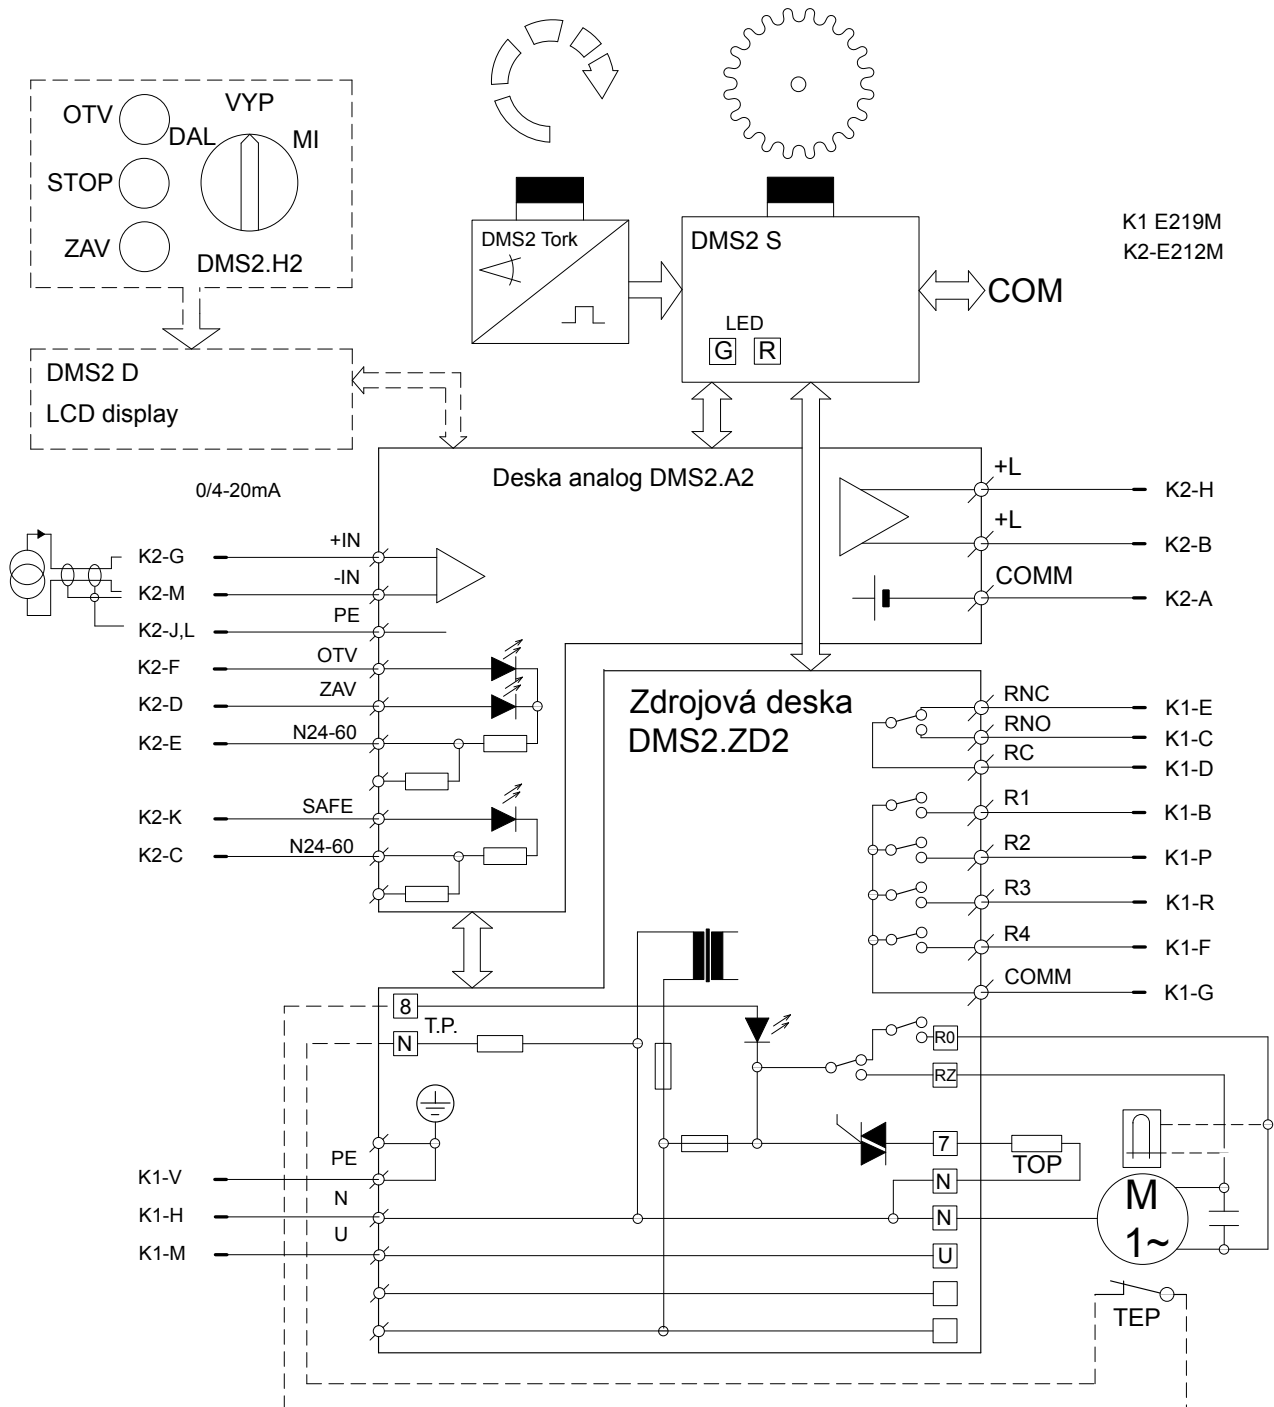 OTV
VYP
DAL
MI
STOP
ZAV
DMS2.H2
DMS2 Tork
DMS2 S
LED
G R
COM
K1 E219M
K2-E212M
DMS2 D
LCD display
Deska analog DMS2.A2
0/4-20mA
K2-G
+IN
K2-M
-IN
K2-J,L
PE
K2-F
OTV
K2-D
ZAV
K2-E
N24-60
K2-K
SAFE
K2-C
N24-60
+L
K2-H
+L
K2-B
COMM
K2-A
Zdrojová deska
DMS2.ZD2
RNC
K1-E
RNO
K1-C
RC
K1-D
R1
K1-B
R2
K1-P
R3
K1-R
R4
K1-F
COMM
K1-G
8
T.P.
N
R0
RZ
7
TOP
N
N
U
PE
K1-V
N
K1-H
U
K1-M
M
1~
TEP